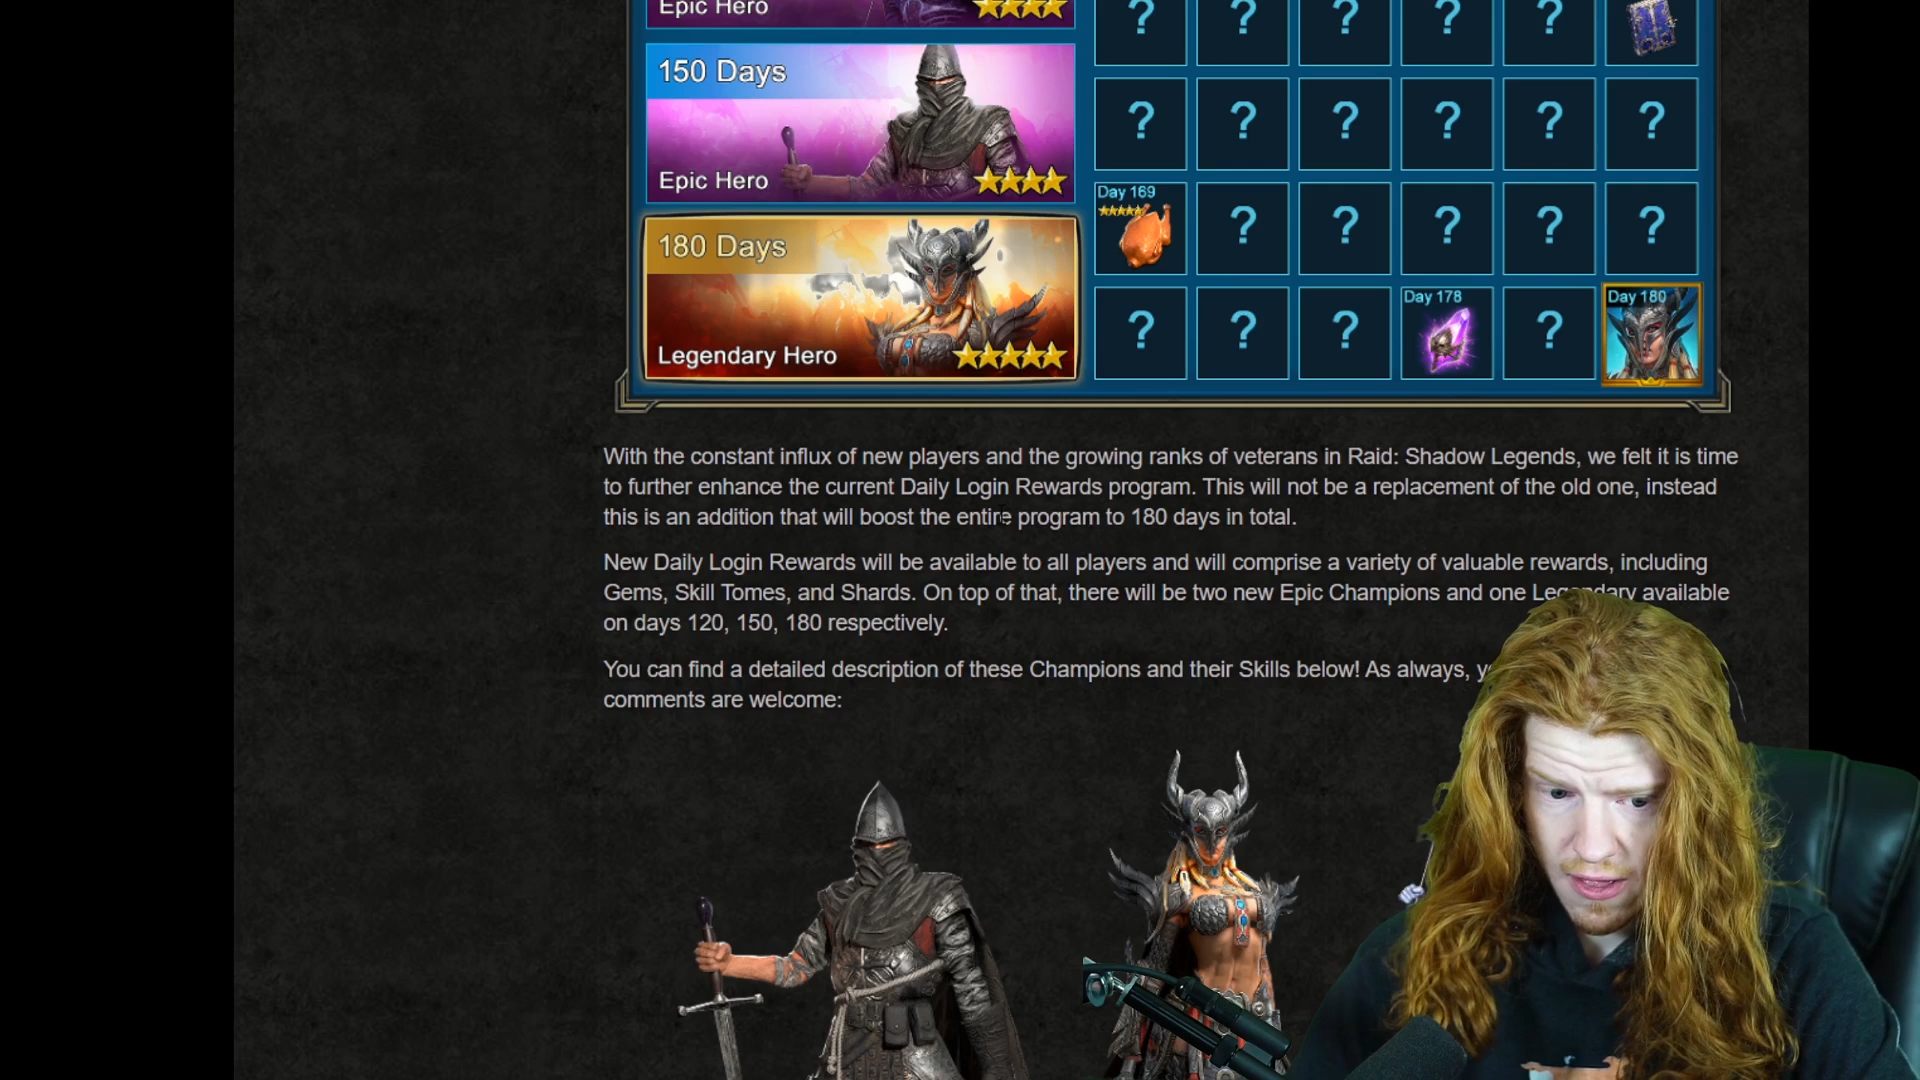 Epic Hero
150 Days
Epic Hero
180 Days
Legendary Hero
?
?
?
?
?
?
?
?
?
?
?
Day 169
?
?
?
?
?
?
?
?
Day 178
?
Day 180
With the constant influx of new players and the growing ranks of veterans in Raid: Shadow Legends, we felt it is time
to further enhance the current Daily Login Rewards program. This will not be a replacement of the old one, instead
this is an addition that will boost the entire program to 180 days in total.
New Daily Login Rewards will be available to all players and will comprise a variety of valuable rewards, including
Gems, Skill Tomes, and Shards. On top of that, there will be two new Epic Champions and one Legendary available
on days 120, 150, 180 respectively.
You can find a detailed description of these Champions and their Skills below! As always,
comments are welcome: